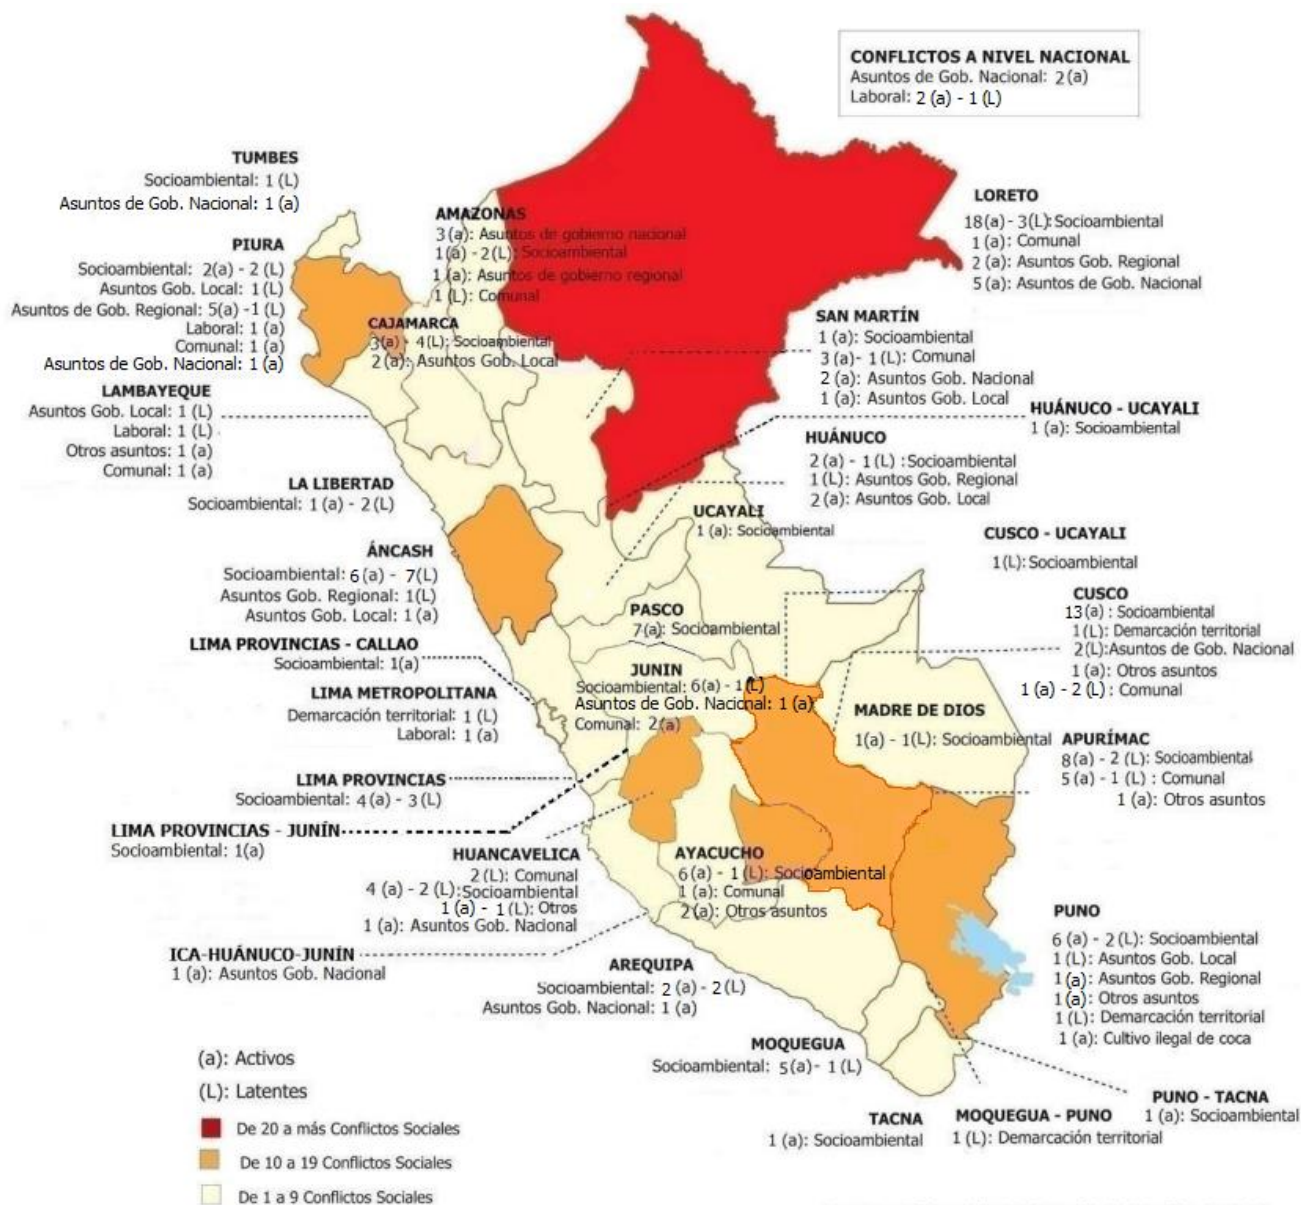 CONFLICTOS A NIVEL NACIONAL
Asuntos de Gob. Nacional: 2(a)
Laboral: 2 (a) - 1 (L)
TUMBES
Socioambiental: 1 (L)
Asuntos de Gob. Nacional: 1 (a)
PIURA
Socioambiental: 2(a) - 2 (L)
Asuntos Gob. Local: 1 (L)
Asuntos de Gob. Regional: 5(a) -1 (L)
Laboral: 1 (a)
Comunal: 1 (a)
Asuntos de Gob. Nacional: 1 (a)
AMAZONAS
3 (a): Asuntos de gobierno nacional
1(a) - 2(L): Socioambiental
1 (a): Asuntos de gobierno regional
1 (L): Comunal
LORETO
18(a) - 3(L):Socioambiental
1 (a): Comunal
2 (a): Asuntos Gob. Regional
5 (a): Asuntos de Gob. Nacional
CAJAMARCA
3(a) - 4(L): Socioambiental
2(a): Asuntos Gob. Local
SAN MARTÍN
1 (a): Socioambiental
3 (a)- 1 (L): Comunal
2 (a): Asuntos Gob. Nacional
1 (a): Asuntos Gob. Local
LAMBAYEQUE
Asuntos Gob. Local: 1 (L)
Laboral: 1 (L)
Otros asuntos: 1 (a)
Comunal: 1 (a)
HUÁNUCO - UCAYALI
1 (a): Socioambiental
HUÁNUCO
2(a) - 1(L) :Socioambiental
1(L): Asuntos Gob. Regional
2(a): Asuntos Gob. Local
LA LIBERTAD
Socioambiental: 1 (a) - 2 (L)
UCAYALI
1 (a): Socioambiental
CUSCO - UCAYALI
1(L): Socioambiental
ÁNCASH
Socioambiental: 6(a) - 7(L)
Asuntos Gob. Regional: 1(L)
Asuntos Gob. Local: 1 (a)
CUSCO
13(a) : Socioambiental
1(L): Demarcación territorial
2(L):Asuntos de Gob. Nacional
1(a): Otros asuntos
1 (a) - 2 (L) : Comunal
PASCO
7(a): Socioambiental
LIMA PROVINCIAS - CALLAO
Socioambiental: 1(a)
JUNIN
Socioambiental: 6(a) - 1(L)
Asuntos de Gob. Nacional: 1 (a)
Comunal: 2(a)
LIMA METROPOLITANA
Demarcación territorial: 1 (L)
Laboral: 1 (a)
MADRE DE DIOS
1(a) - 1(L): Socioambiental
APURÍMAC
8(a) - 2 (L): Socioambiental
5(a) - 1 (L) : Comunal
1 (a): Otros asuntos
LIMA PROVINCIAS
Socioambiental: 4 (a) - 3 (L)
LIMA PROVINCIAS - JUNÍN
Socioambiental: 1(a)
HUANCAVELICA
2(L): Comunal
4 (a) - 2 (L):Socioambiental
1 (a) - 1 (L): Otros
1 (a): Asuntos Gob. Nacional
AYACUCHO
6(a) - 1 (L): Socioambiental
1 (a): Comunal
2(a): Otros asuntos
ICA-HUÁNUCO-JUNÍN
1 (a): Asuntos Gob. Nacional
PUNO
6 (a) - 2 (L): Socioambiental
1 (L): Asuntos Gob. Local
1(a): Asuntos Gob. Regional
1(a): Otros asuntos
1 (L): Demarcación territorial
1 (a): Cultivo ilegal de coca
AREQUIPA
Socioambiental: 2 (a) - 2(L)
Asuntos Gob. Nacional: 1 (a)
MOQUEGUA
Socioambiental: 5(a)- 1 (L)
PUNO - TACNA
1 (a): Socioambiental
TACNA
1 (a): Socioambiental
MOQUEGUA - PUNO
1 (L): Demarcación territorial
(a): Activos
(L): Latentes
De 20 a más Conflictos Sociales
De 10 a 19 Conflictos Sociales
De 1 a 9 Conflictos Sociales